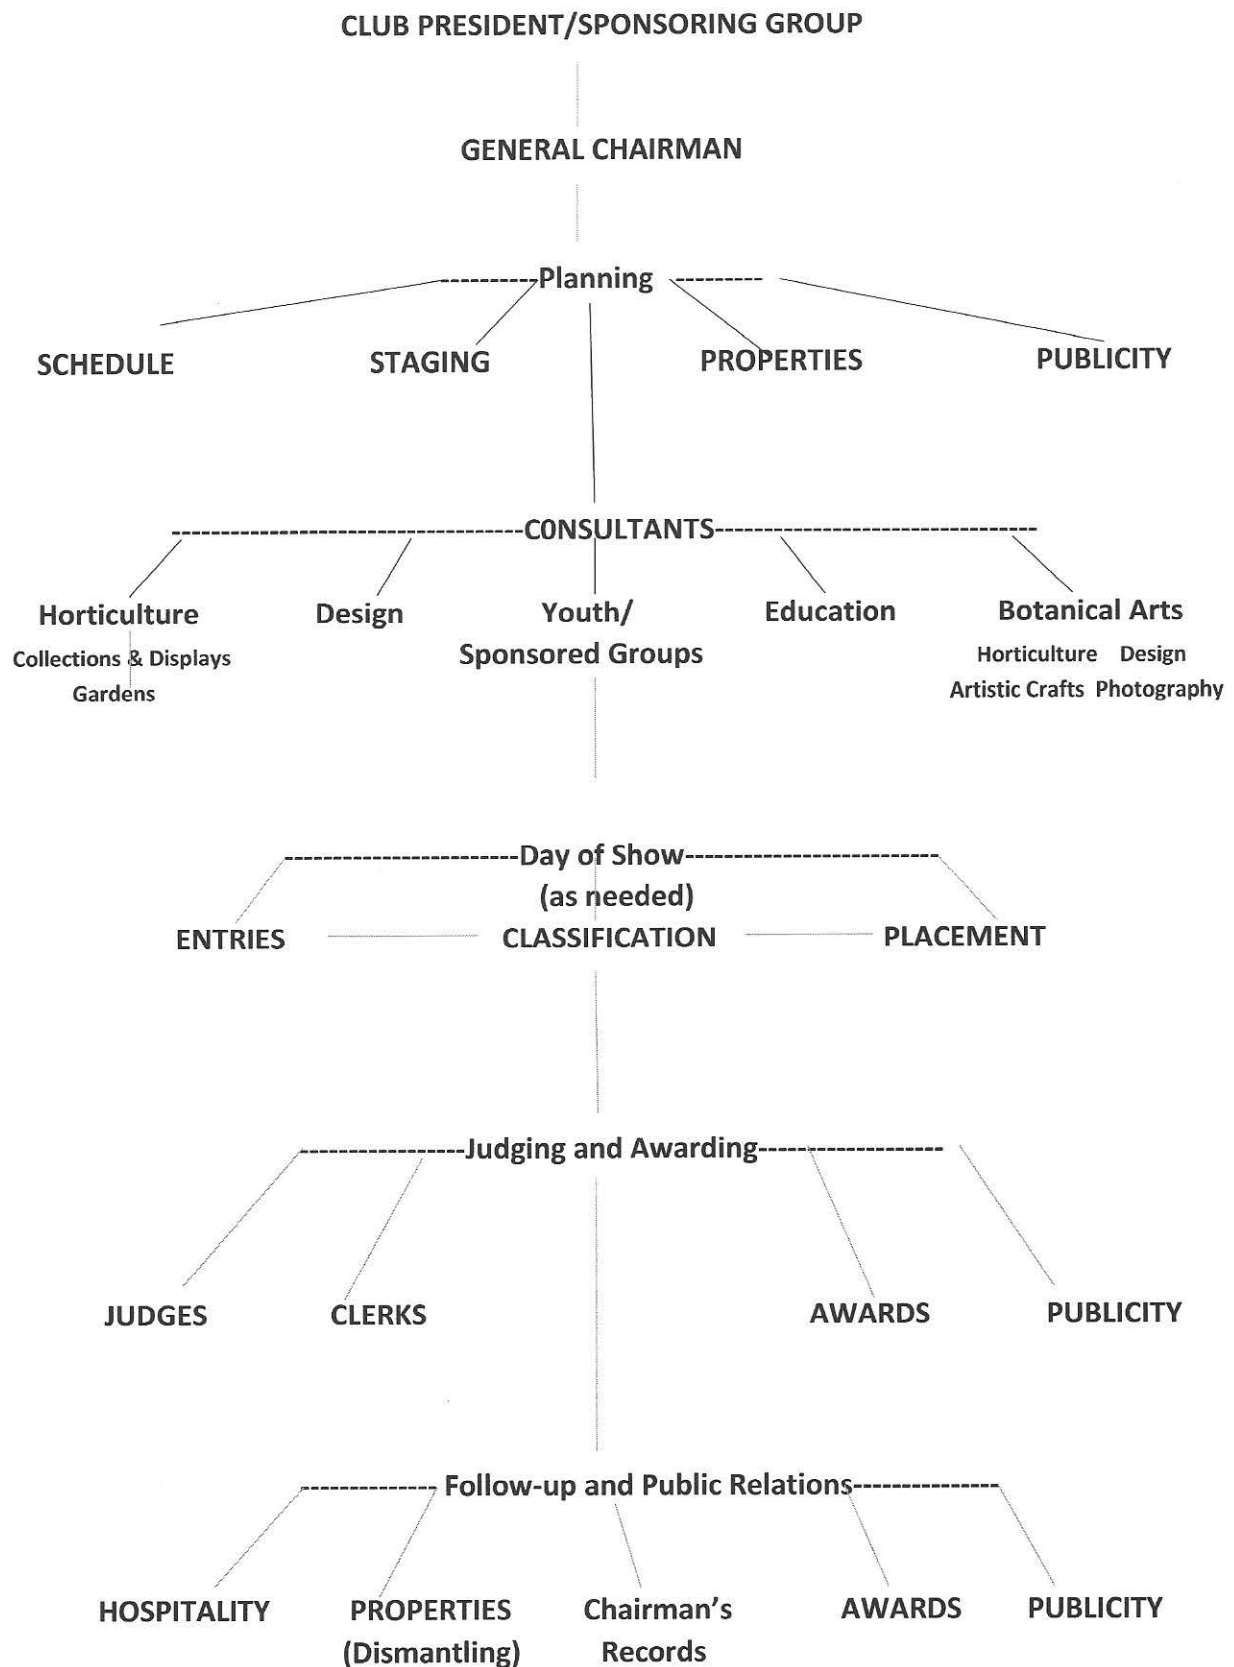 CLUB PRESIDENT/SPONSORING GROUP
GENERAL CHAIRMAN
Planning
SCHEDULE STAGING PROPERTIES PUBLICITY
C0NSULTANTS
Horticulture Design Youth/ Education Botanical Arts
Sponsored Groups
Collections & Displays Horticulture Design
Gardens Artistic Crafts Photography
Day of Show
(as needed)
ENTRIES CLASSIFICATION PLACEMENT
Judging and Awarding
JUDGES CLERKS AWARDS PUBLICITY
Follow-up and Public Relations
HOSPITALITY PROPERTIES Chairman’s AWARDS PUBLICITY
(Dismantling) Records